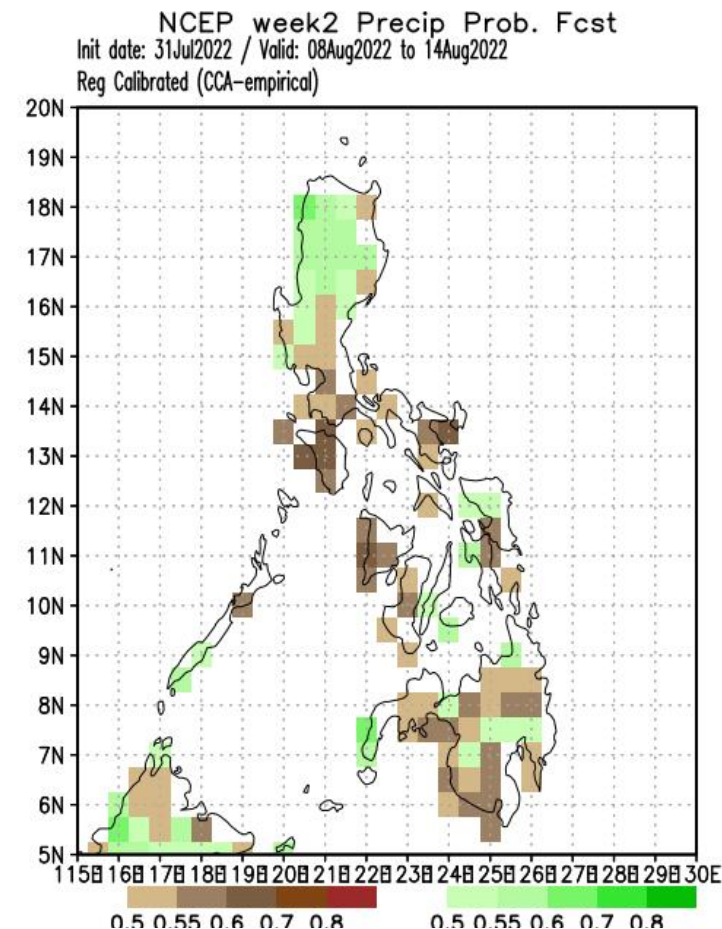 NCEP week2 Precip Prob. Fcst
Init date: 31Jul2022 / Valid: 08Aug2022 to 14Aug2022
Reg Calibrated (CCA-empirical)
20N
19N
18N
17N
16N
15N
14N
13N
12N
11N
10N
9N
8N
7N
6N
5N
115E 116E 117E 118E 119E 120E 121E 122E 123E 124E 125E 126E 127E 128E 129E 130E
0.5 0.55 0.6 0.7 0.8 0.5 0.55 0.6 0.7 0.8